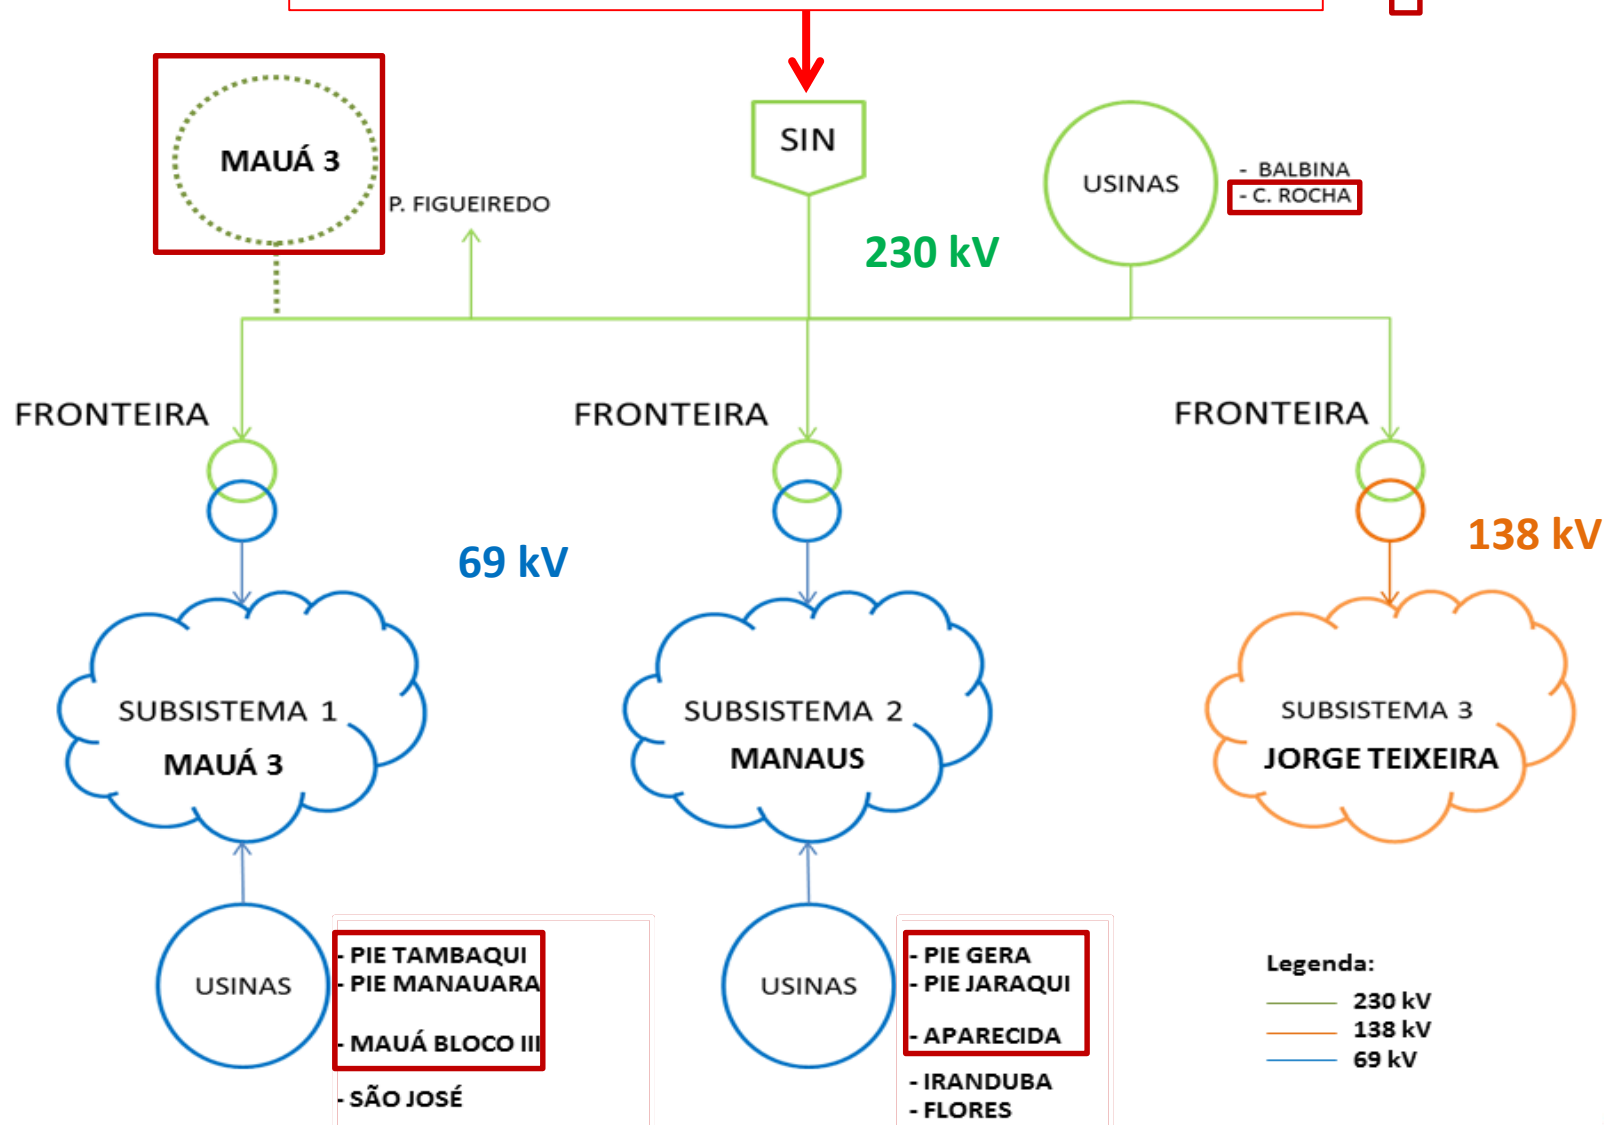 MAUÁ 3
P. FIGUEIREDO
SIN
USINAS
- BALBINA
- C. ROCHA
230 kV
FRONTEIRA
FRONTEIRA
FRONTEIRA
69 kV
138 kV
SUBSISTEMA 1
MAUÁ 3
SUBSISTEMA 2
MANAUS
SUBSISTEMA 3
JORGE TEIXEIRA
USINAS
- PIE TAMBAQUI
- PIE MANAUARA
- MAUÁ BLOCO III
- SÃO JOSÉ
USINAS
- PIE GERA
- PIE JARAQUI
- APARECIDA
- IRANDUBA
- FLORES
Legenda:
230 kV
138 kV
69 kV